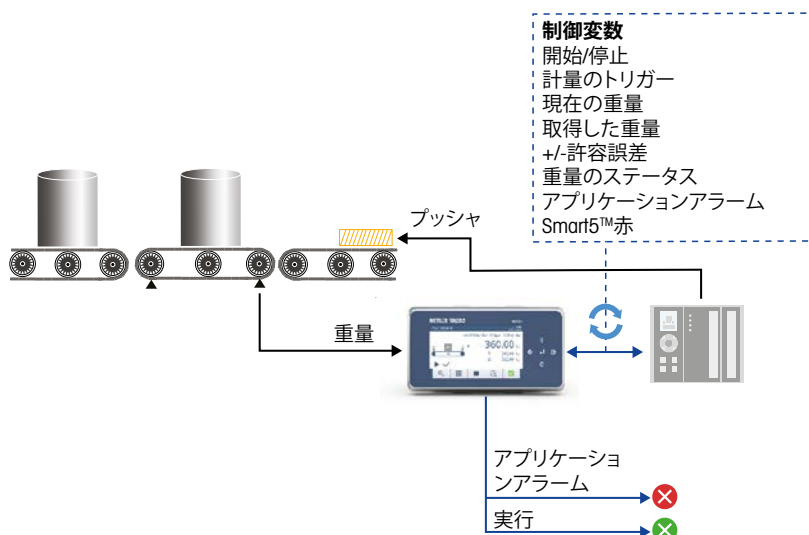 制御変数
開始/停止
計量のトリガー
現在の重量
取得した重量
+/-許容誤差
重量のステータス
アプリケーションアラーム
Smart5™赤
プッシャ
重量
METTLER TOLEDO
360.00
アプリケーショ
ンアラーム
実行